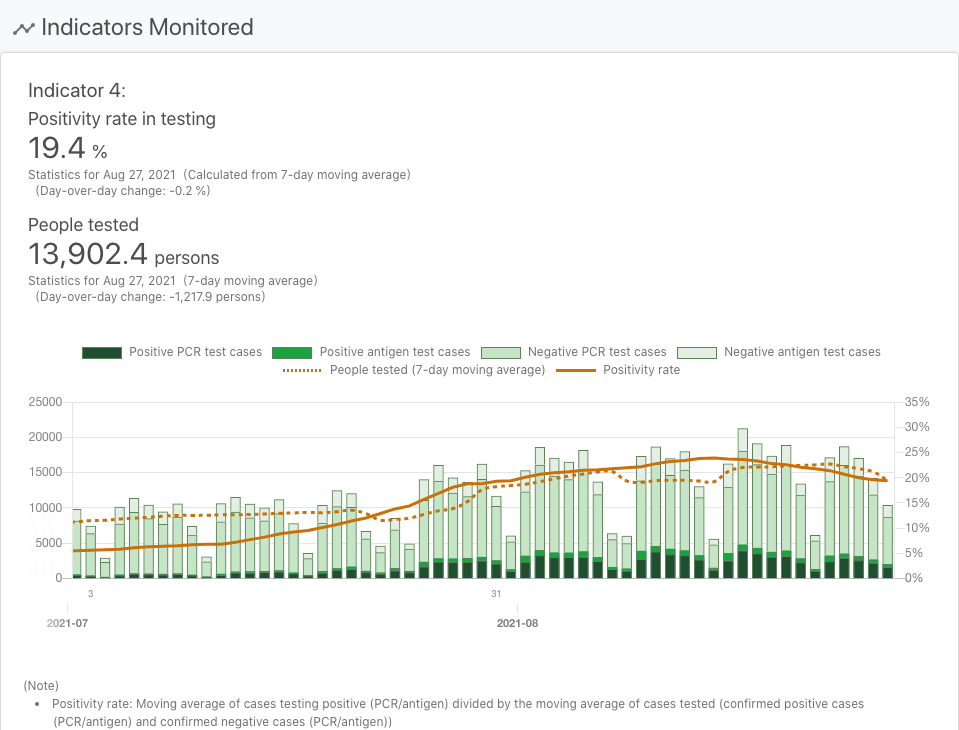 Indicators Monitored
Indicator 4:
Positivity rate in testing
19.4 %
Statistics for Aug 27, 2021 (Calculated from 7-day moving average)
(Day-over-day change: -0.2 %)
People tested
13,902.4 persons
Statistics for Aug 27, 2021 (7-day moving average)
(Day-over-day change: -1,217.9 persons)
Positive PCR test cases Positive antigen test cases Negative PCR test cases Negative antigen test cases
People tested (7-day moving average) Positivity rate
25000 35%
30%
20000
25%
15000
20%
15%
10000
10%
5000
5%
0 0%
3 31
2021-07 2021-08
(Note)
• Positivity rate: Moving average of cases testing positive (PCR/antigen) divided by the moving average of cases tested (confirmed positive cases
(PCR/antigen) and confirmed negative cases (PCR/antigen))